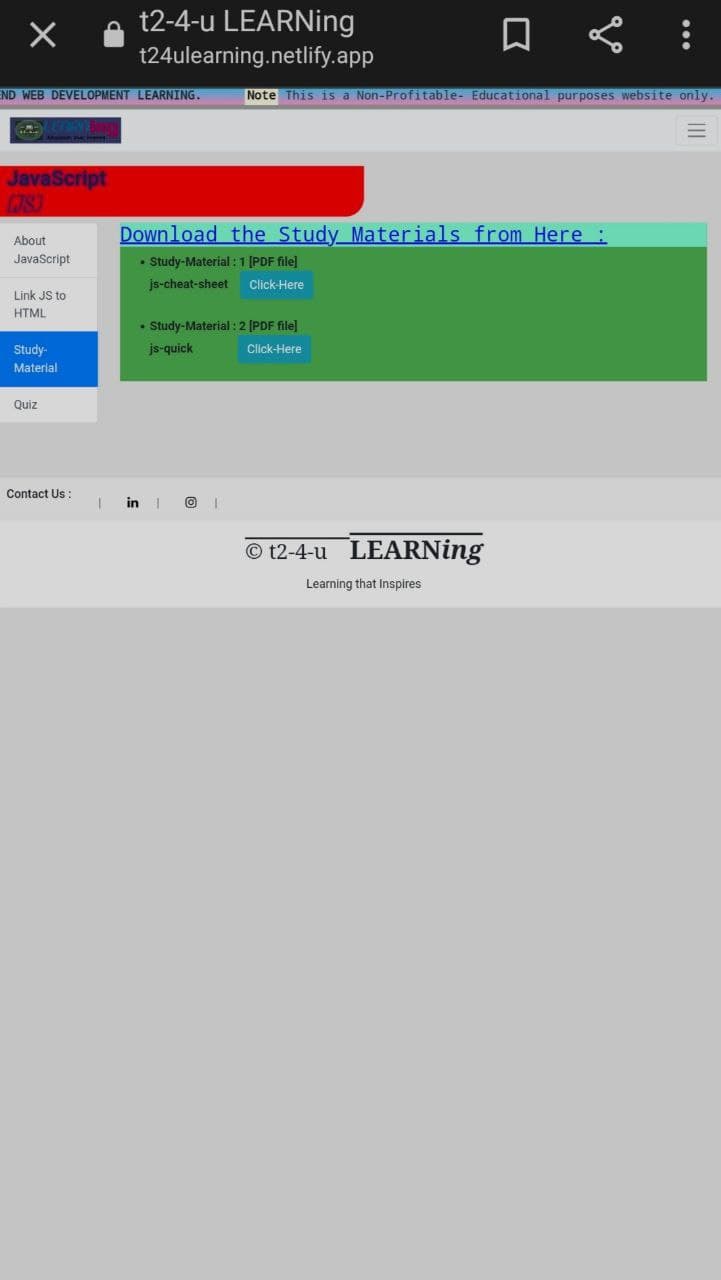 t2-4-u LEARNing
t24ulearning.netlify.app
END WEB DEVELOPMENT LEARNING. Note This is a Non-Profitable- Educational purposes website only.
JavaScript
(JS)
About
JavaScript
Link JS to
HTML
Study-
Material
Quiz
Download the Study Materials from Here :
• Study-Material : 1 [PDF file]
js-cheat-sheet Click-Here
• Study-Material : 2 [PDF file]
js-quick Click-Here
Contact Us :
| in | |
© t2-4-u LEARNing
Learning that Inspires